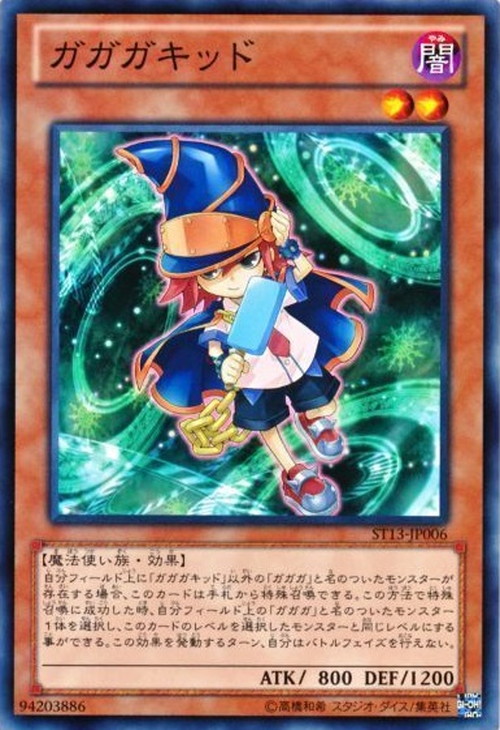 ガガガキッド
闇
ST13-JP006
【魔法使い族・効果】
自分フィールド上に「ガガガキッド」以外の「ガガガ」と名のついたモンスターが
存在する場合、このカードは手札から特殊召喚できる。この方法で特殊
召喚に成功した時、自分フィールド上の「ガガガ」と名のついたモンスター
1体を選択し、このカードのレベルを選択したモンスターと同じレベルにする
事ができる。この効果を発動するターン、自分はバトルフェイズを行えない。
ATK/ 800 DEF/1200
94203886
©高橋和希 スタジオ・ダイス/集英社